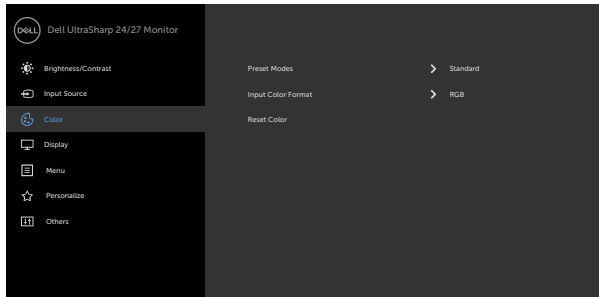 DELL
Dell UltraSharp 24/27 Monitor
Brightness/Contrast
Input Source
Color
Display
Menu
Personalize
Others
Preset Modes Standard
Input Color Format RGB
Reset Color